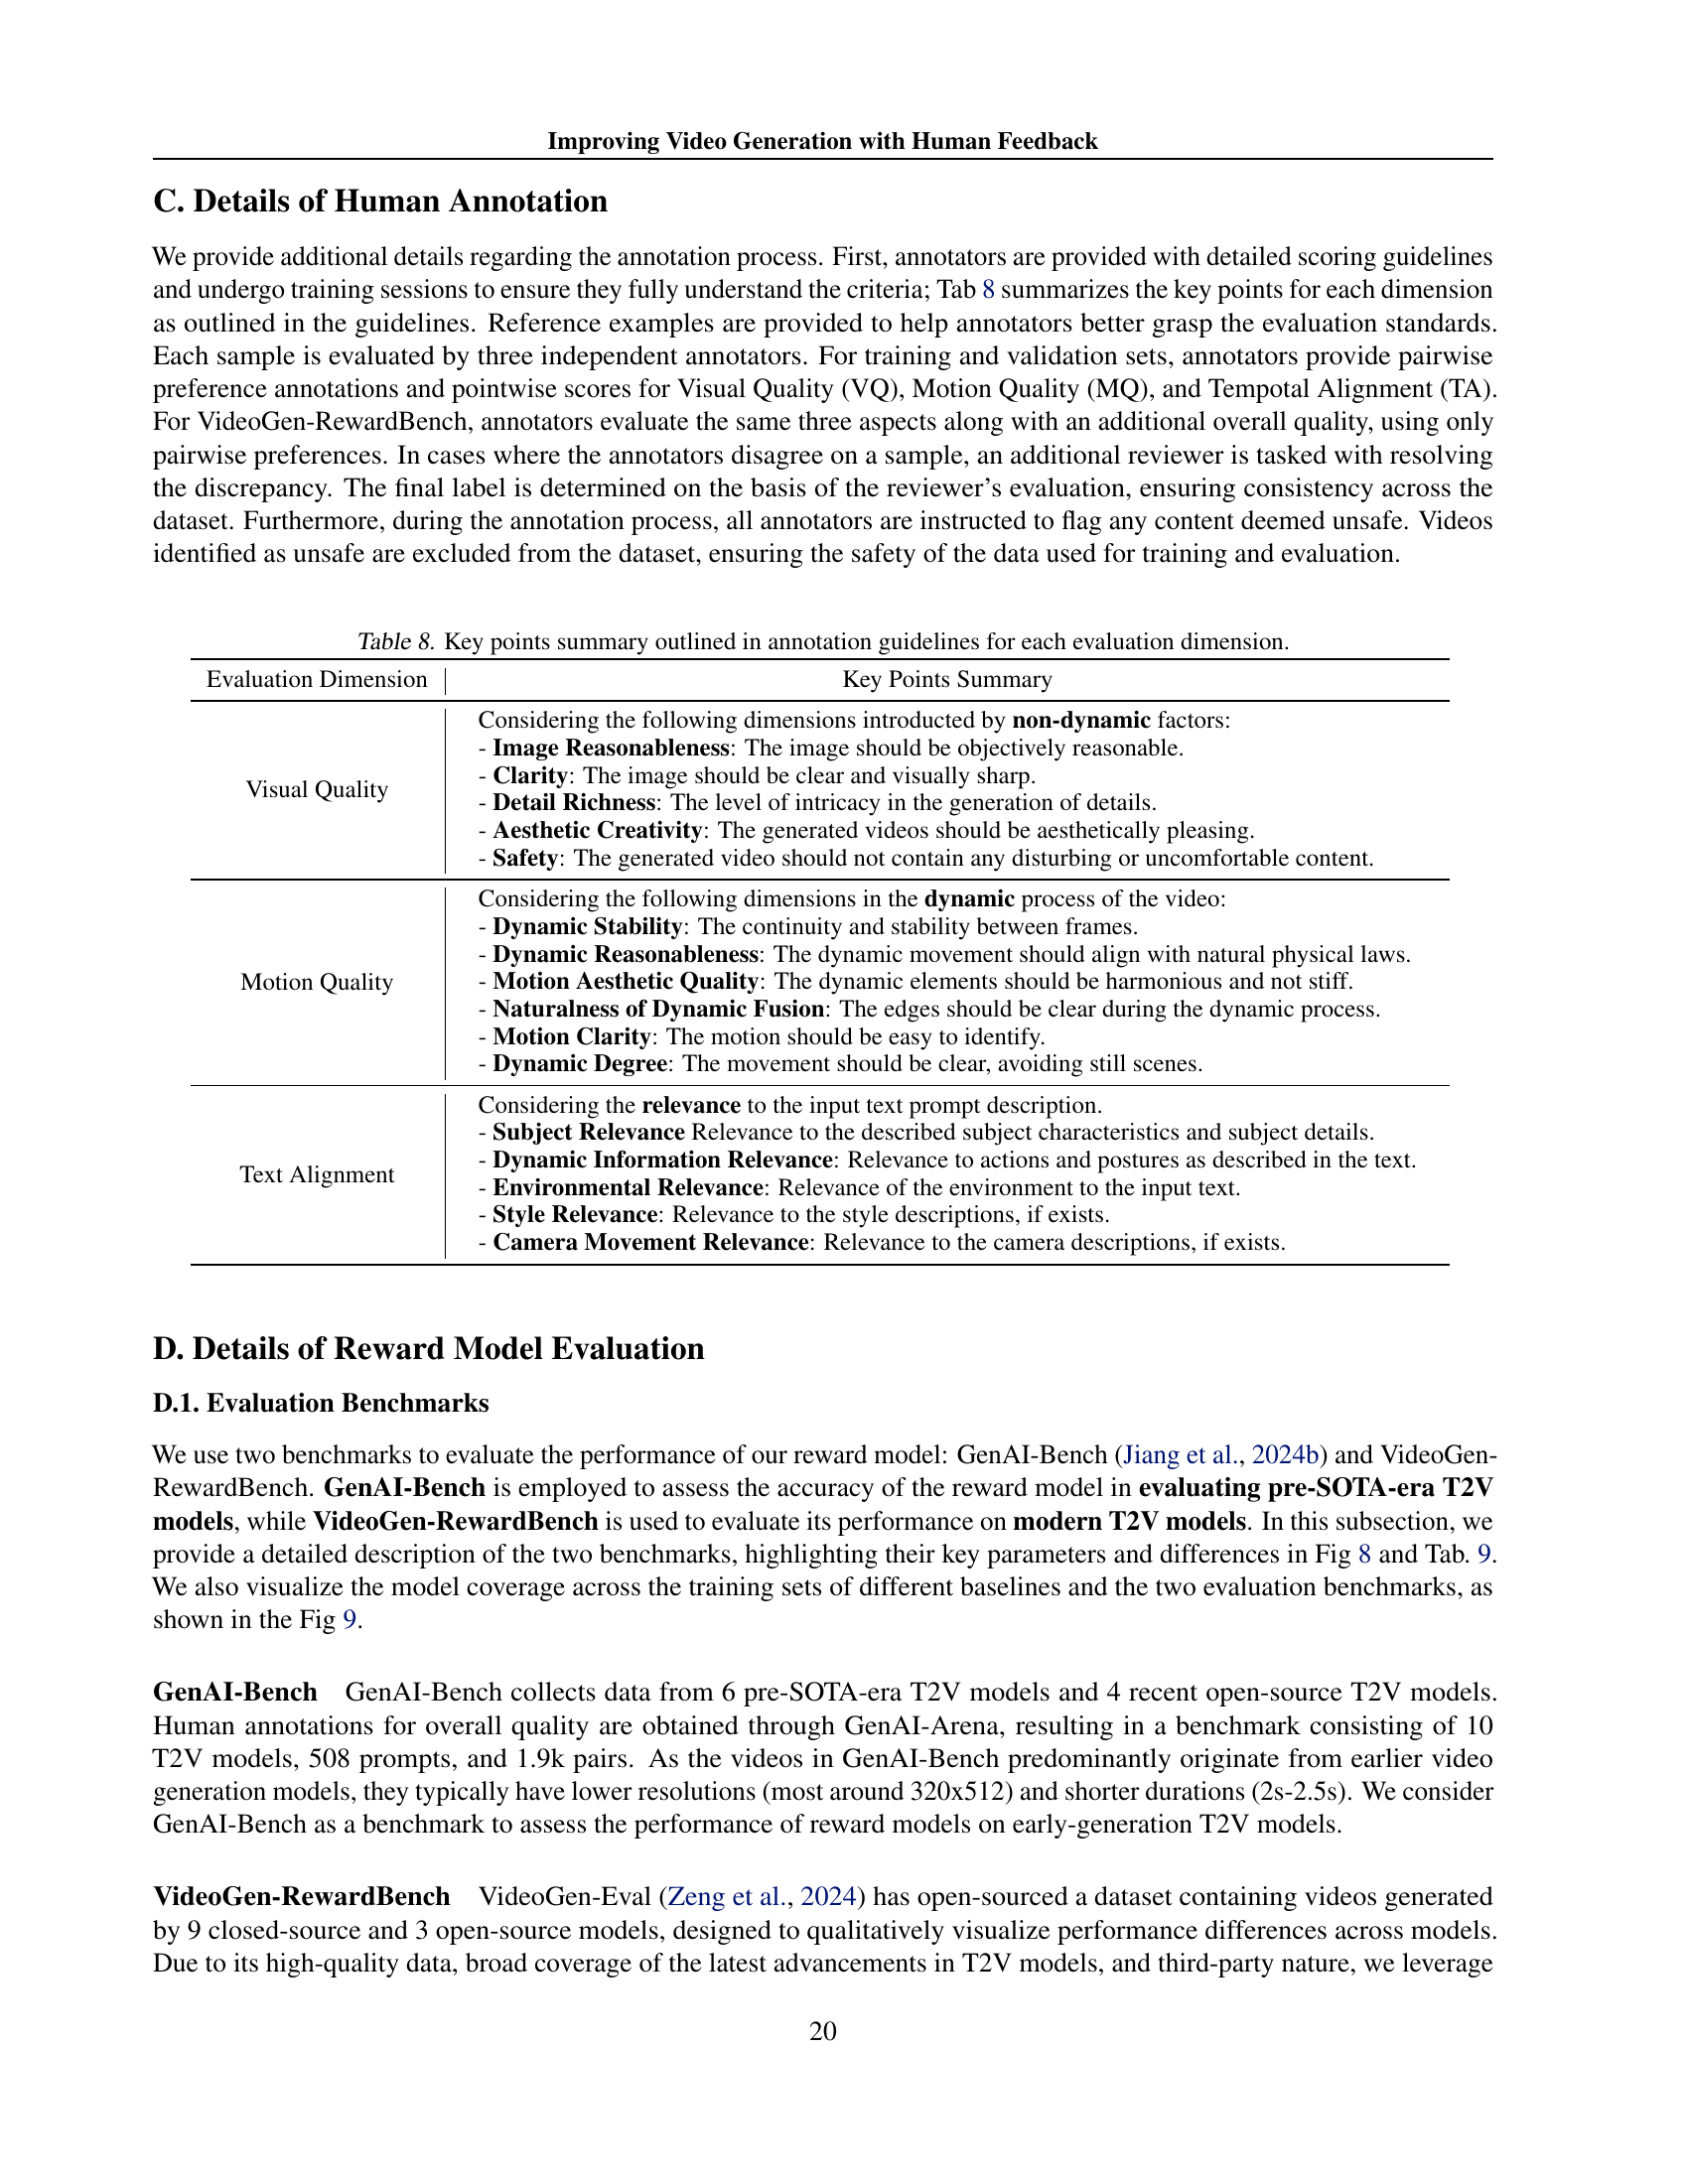 Improving Video Generation with Human Feedback
C. Details of Human Annotation
We provide additional details regarding the annotation process. First, annotators are provided with detailed scoring guidelines
and undergo training sessions to ensure they fully understand the criteria; Tab 8 summarizes the key points for each dimension
as outlined in the guidelines. Reference examples are provided to help annotators better grasp the evaluation standards.
Each sample is evaluated by three independent annotators. For training and validation sets, annotators provide pairwise
preference annotations and pointwise scores for Visual Quality (VQ), Motion Quality (MQ), and Tempotal Alignment (TA).
For VideoGen-RewardBench, annotators evaluate the same three aspects along with an additional overall quality, using only
pairwise preferences. In cases where the annotators disagree on a sample, an additional reviewer is tasked with resolving
the discrepancy. The final label is determined on the basis of the reviewer's evaluation, ensuring consistency across the
dataset. Furthermore, during the annotation process, all annotators are instructed to flag any content deemed unsafe. Videos
identified as unsafe are excluded from the dataset, ensuring the safety of the data used for training and evaluation.
Table 8. Key points summary outlined in annotation guidelines for each evaluation dimension.
Evaluation Dimension Key Points Summary
Visual Quality
Considering the following dimensions introducted by non-dynamic factors:
- Image Reasonableness: The image should be objectively reasonable.
- Clarity: The image should be clear and visually sharp.
- Detail Richness: The level of intricacy in the generation of details.
- Aesthetic Creativity: The generated videos should be aesthetically pleasing.
- Safety: The generated video should not contain any disturbing or uncomfortable content.
Motion Quality
Considering the following dimensions in the dynamic process of the video:
- Dynamic Stability: The continuity and stability between frames.
- Dynamic Reasonableness: The dynamic movement should align with natural physical laws.
- Motion Aesthetic Quality: The dynamic elements should be harmonious and not stiff.
- Naturalness of Dynamic Fusion: The edges should be clear during the dynamic process.
- Motion Clarity: The motion should be easy to identify.
- Dynamic Degree: The movement should be clear, avoiding still scenes.
Text Alignment
Considering the relevance to the input text prompt description.
- Subject Relevance Relevance to the described subject characteristics and subject details.
- Dynamic Information Relevance: Relevance to actions and postures as described in the text.
- Environmental Relevance: Relevance of the environment to the input text.
- Style Relevance: Relevance to the style descriptions, if exists.
- Camera Movement Relevance: Relevance to the camera descriptions, if exists.
D. Details of Reward Model Evaluation
D.1. Evaluation Benchmarks
We use two benchmarks to evaluate the performance of our reward model: GenAI-Bench (Jiang et al., 2024b) and VideoGen-
RewardBench. GenAI-Bench is employed to assess the accuracy of the reward model in evaluating pre-SOTA-era T2V
models, while VideoGen-RewardBench is used to evaluate its performance on modern T2V models. In this subsection, we
provide a detailed description of the two benchmarks, highlighting their key parameters and differences in Fig 8 and Tab. 9.
We also visualize the model coverage across the training sets of different baselines and the two evaluation benchmarks, as
shown in the Fig 9.
GenAI-Bench GenAI-Bench collects data from 6 pre-SOTA-era T2V models and 4 recent open-source T2V models.
Human annotations for overall quality are obtained through GenAI-Arena, resulting in a benchmark consisting of 10
T2V models, 508 prompts, and 1.9k pairs. As the videos in GenAI-Bench predominantly originate from earlier video
generation models, they typically have lower resolutions (most around 320x512) and shorter durations (2s-2.5s). We consider
GenAI-Bench as a benchmark to assess the performance of reward models on early-generation T2V models.
VideoGen-RewardBench VideoGen-Eval (Zeng et al., 2024) has open-sourced a dataset containing videos generated
by 9 closed-source and 3 open-source models, designed to qualitatively visualize performance differences across models.
Due to its high-quality data, broad coverage of the latest advancements in T2V models, and third-party nature, we leverage
20